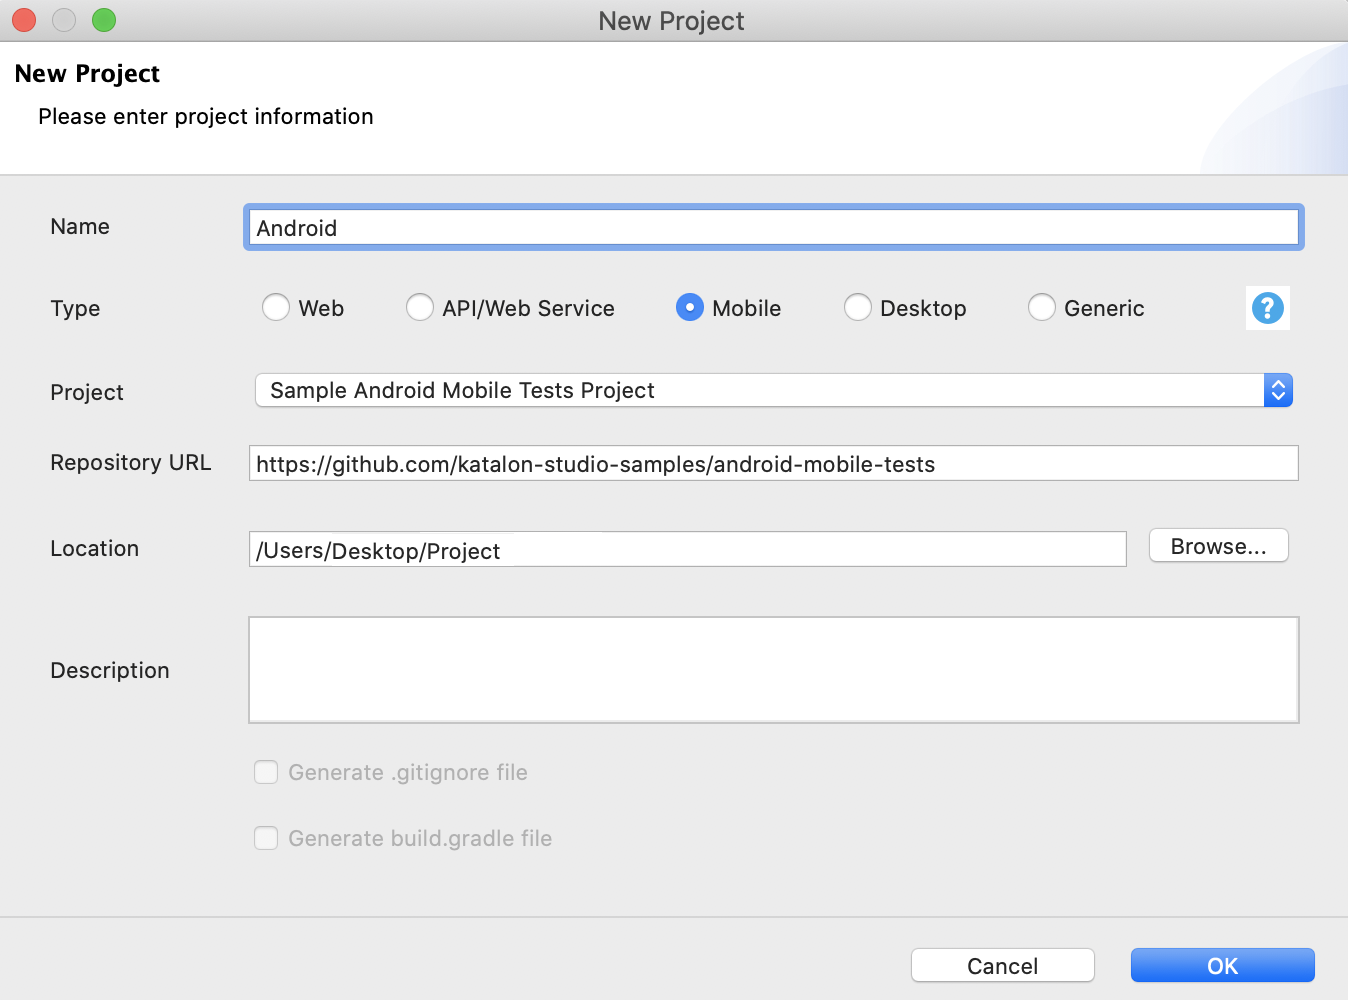 New Project
New Project
Please enter project information
Name Android
Type Web API/Web Service Mobile Desktop Generic ?
Project Sample Android Mobile Tests Project
Repository URL https://github.com/katalon-studio-samples/android-mobile-tests
Location /Users/Desktop/Project Browse...
Description
Generate .gitignore file
Generate build.gradle file
Cancel OK